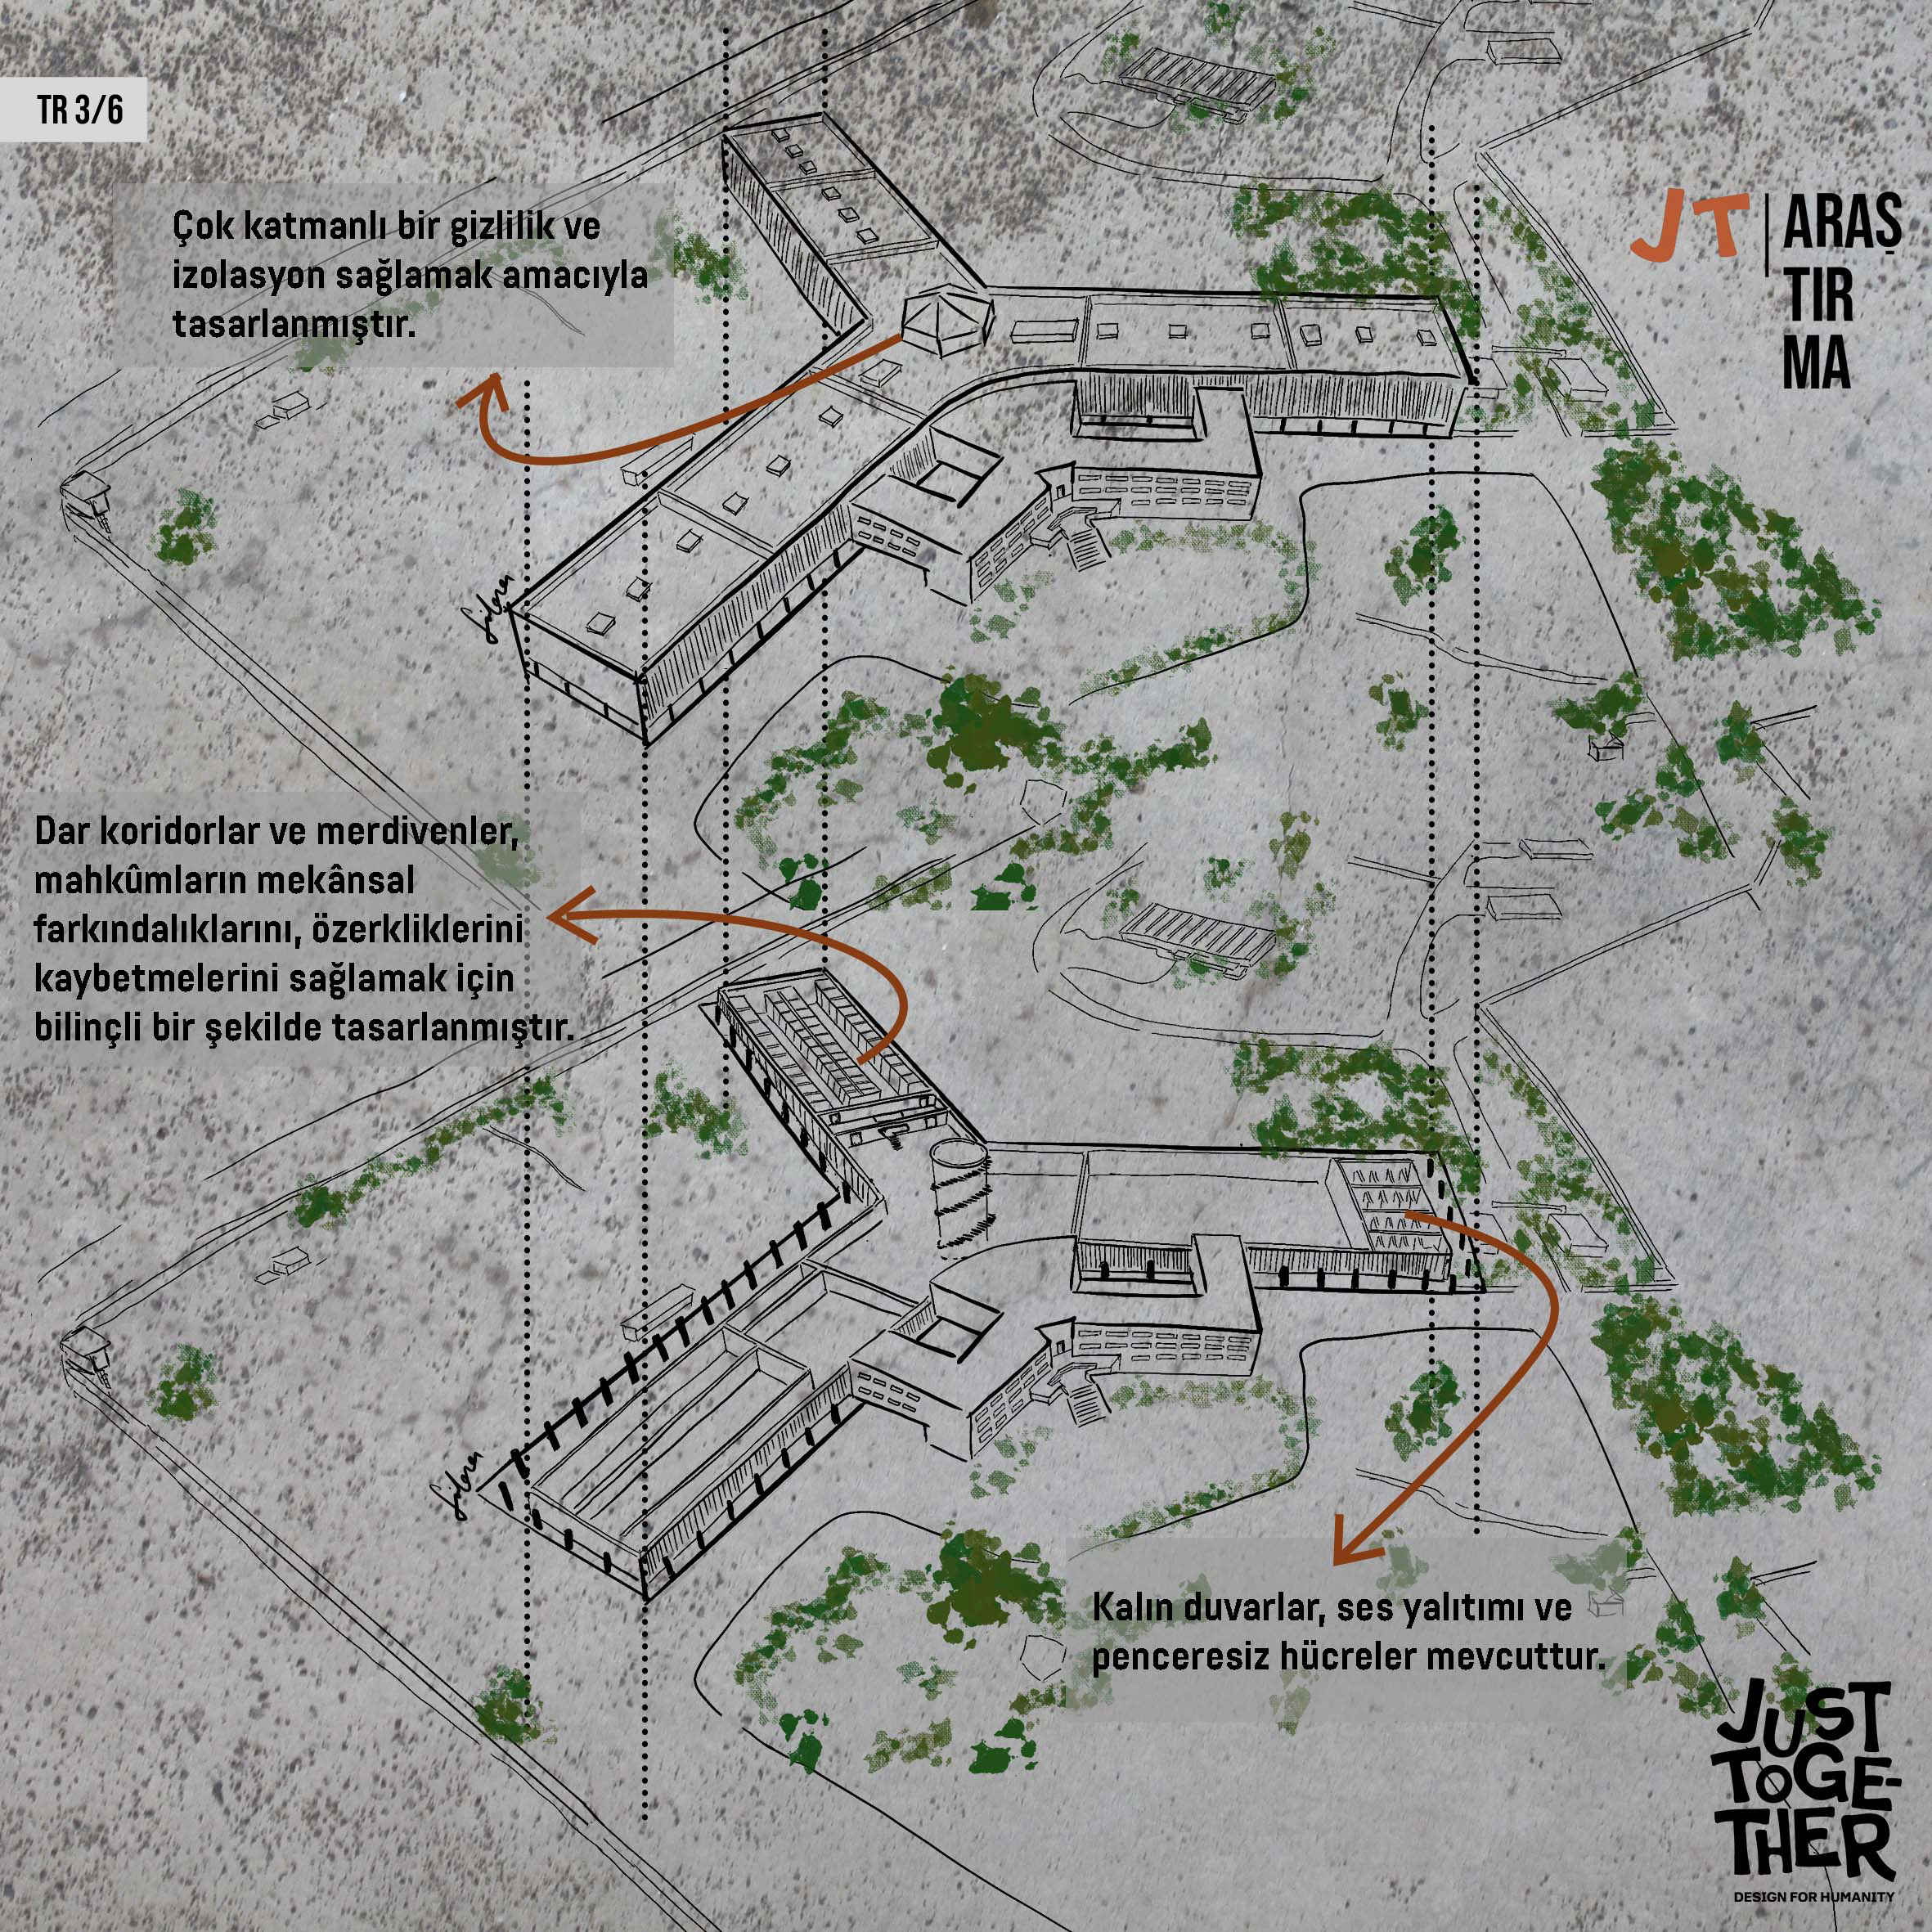 TR 3/6
Çok katmanlı bir gizlilik ve
izolasyon sağlamak amacıyla
tasarlanmıştır.
JT
ARAŞ
TIR
MA
Dar koridorlar ve merdivenler,
mahkûmların mekânsal
farkındalıklarını, özerkliklerini
kaybetmelerini sağlamak için
bilinçli bir şekilde tasarlanmıştır.
Kalın duvarlar, ses yalıtımı ve
penceresiz hücreler mevcuttur.
JUST
TOGE-
THER
DESIGN FOR HUMANITY